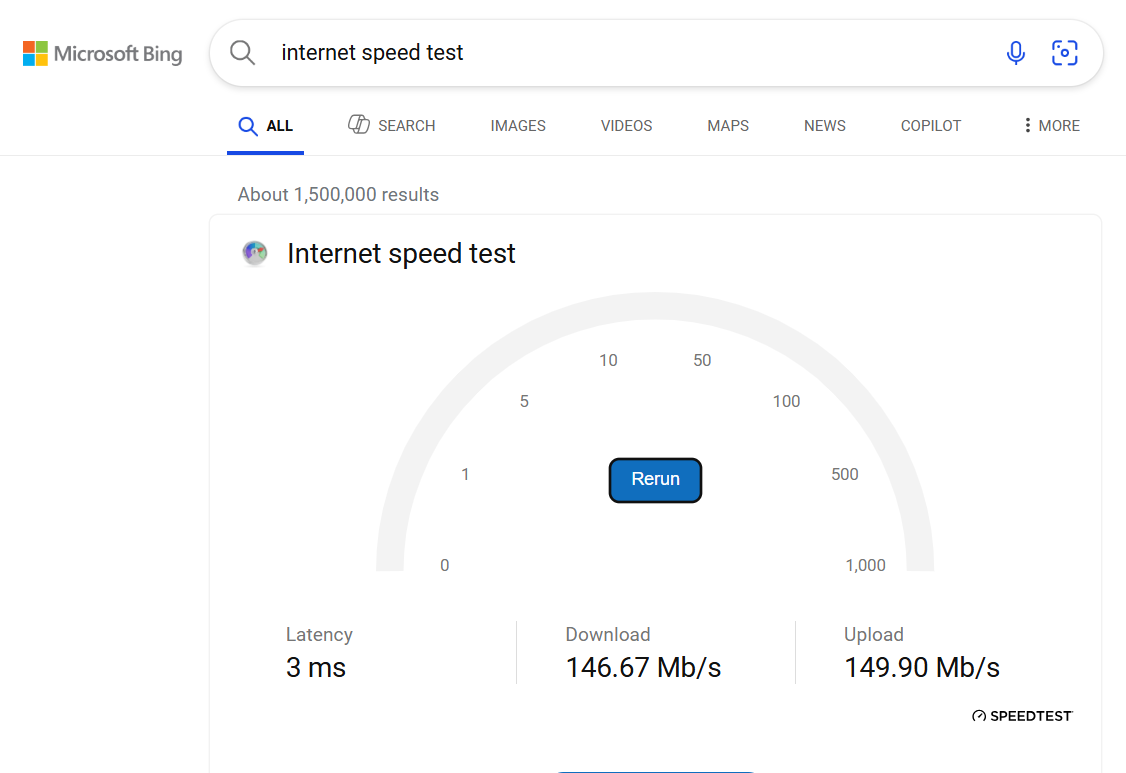 Microsoft Bing
internet speed test
ALL SEARCH IMAGES VIDEOS MAPS NEWS COPILOT MORE
About 1,500,000 results
Internet speed test
10 50
5 100
1 500
Rerun
0 1,000
Latency Download Upload
3 ms 146.67 Mb/s 149.90 Mb/s
SPEEDTEST